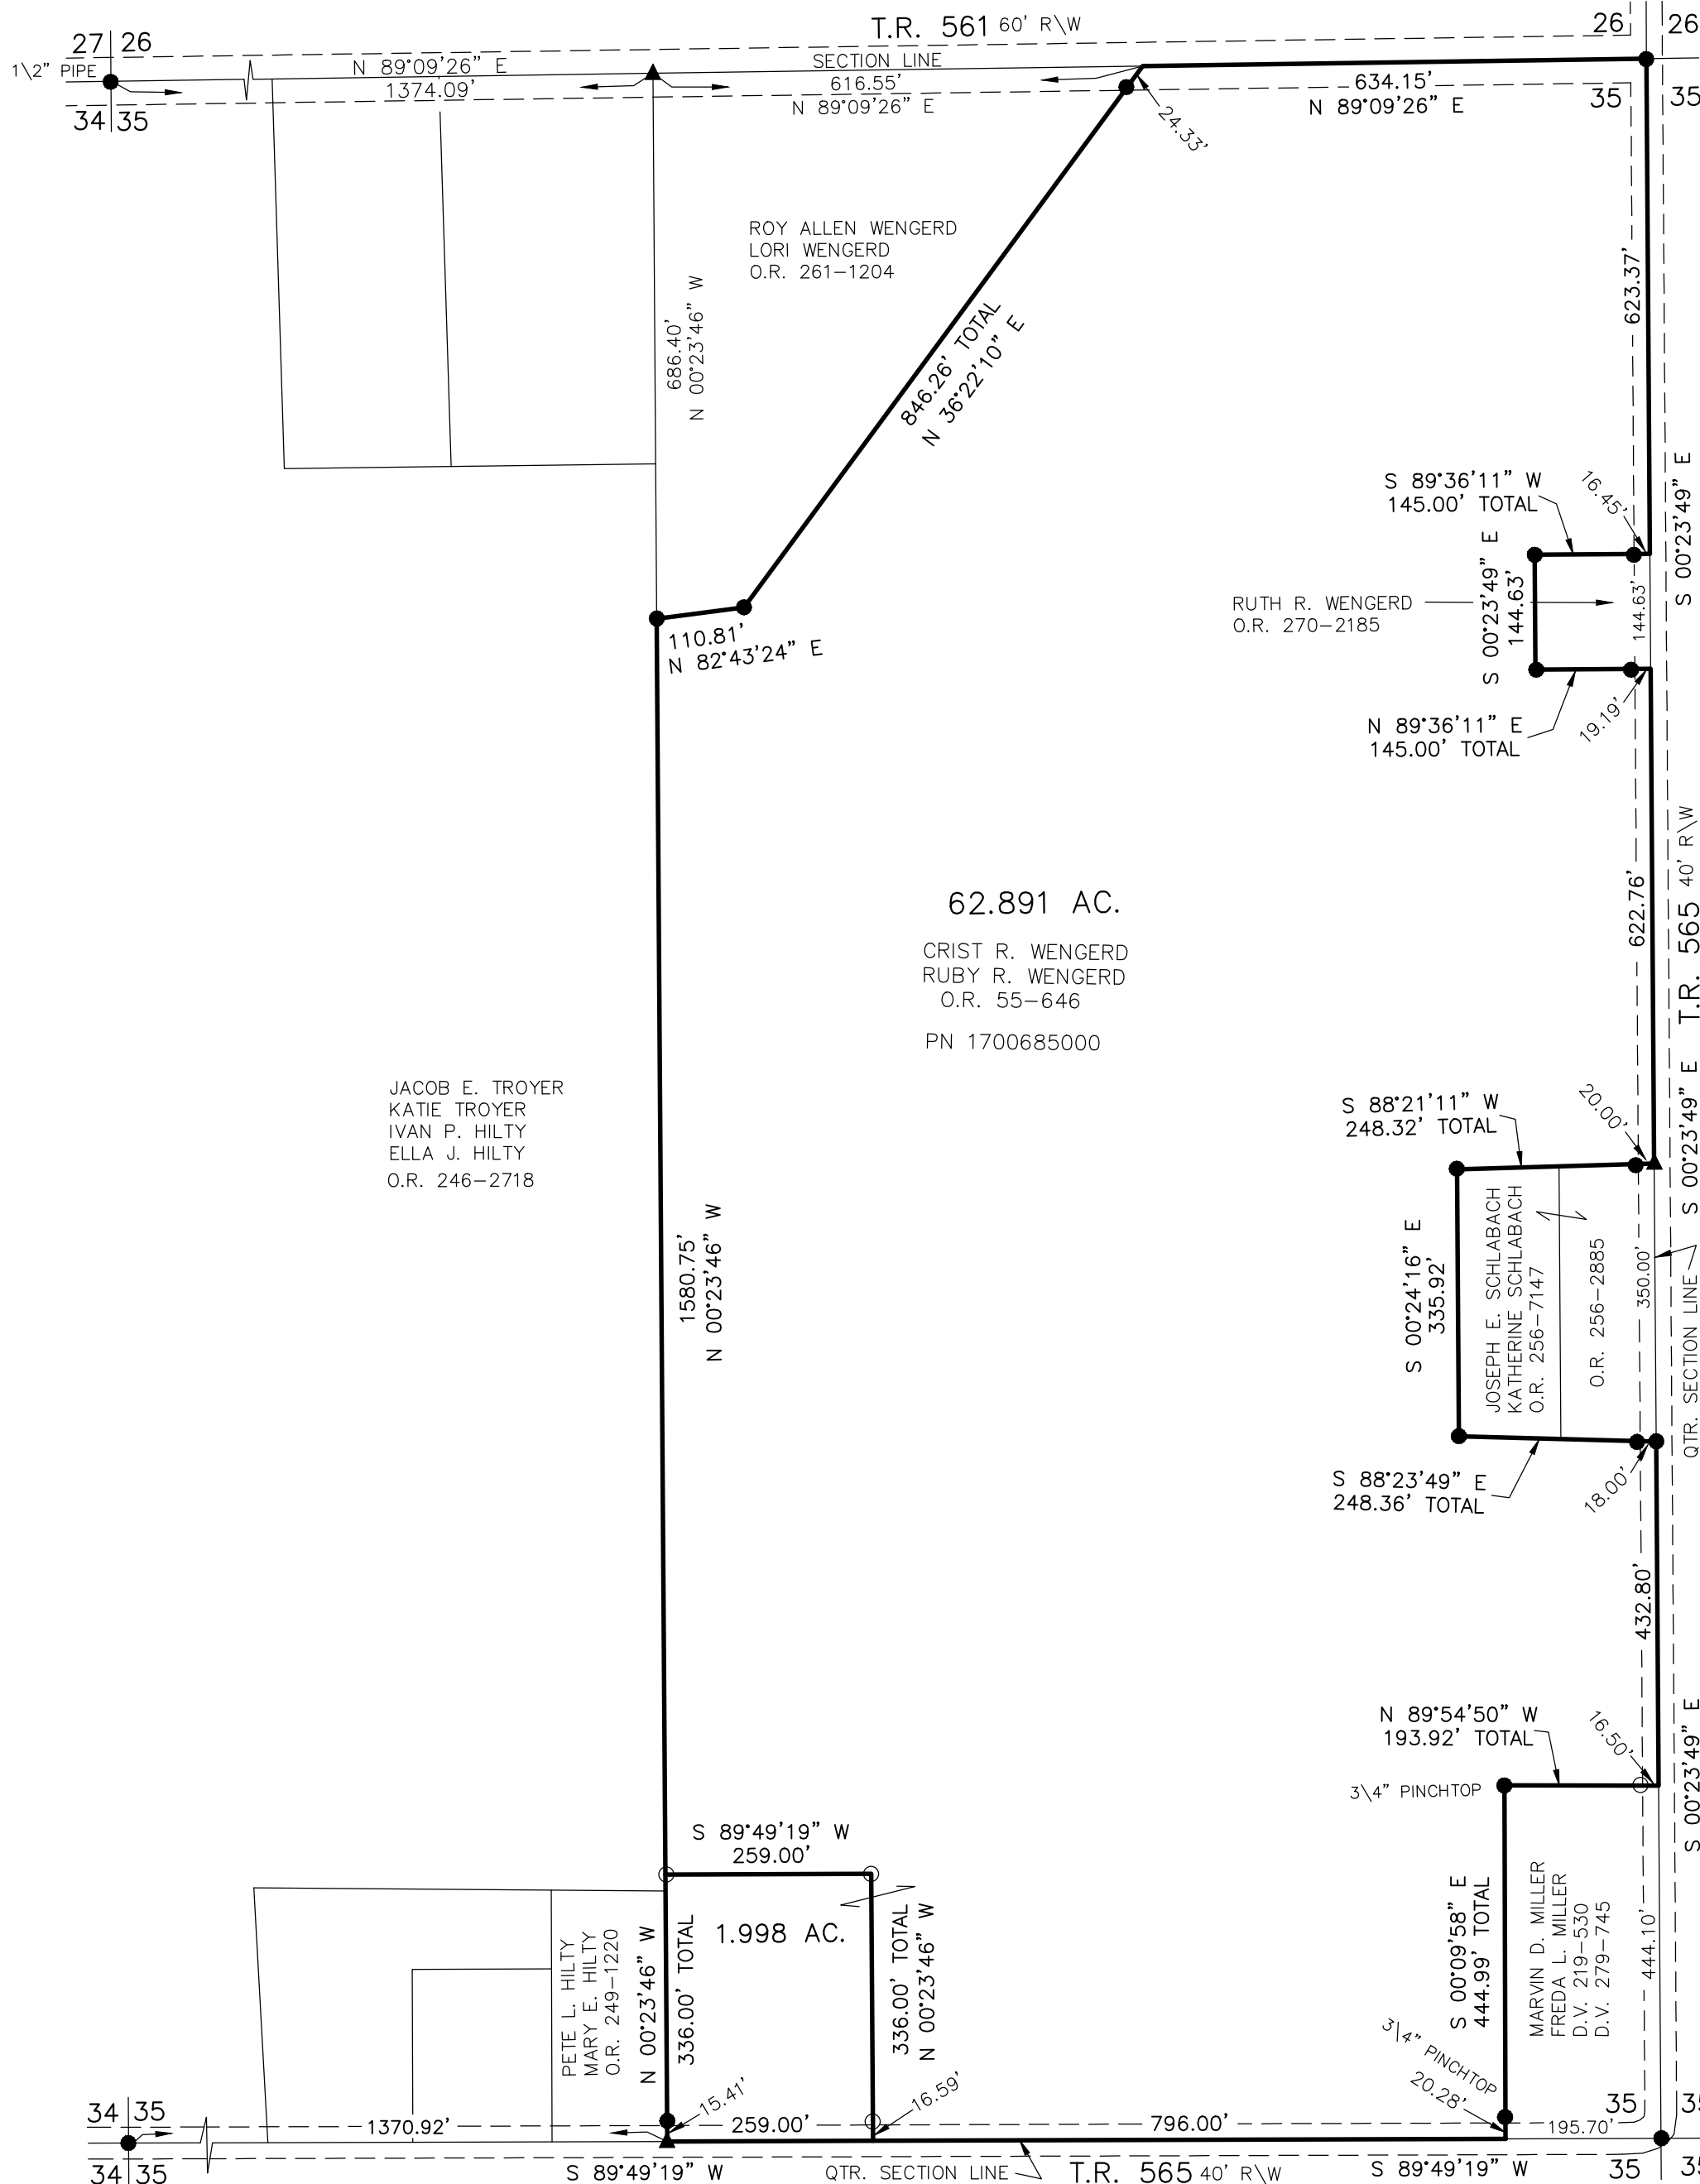 T.R. 561 60' R\W
27 26
26 26
1\2" PIPE
N 89°09'26" E
1374.09'
SECTION LINE
616.55'
N 89°09'26" E
634.15'
N 89°09'26" E
35 35
34 35
24.33'
ROY ALLEN WENGERD
LORI WENGERD
O.R. 261-1204
686.40'
N 00°23'46" W
846.26' TOTAL
N 36°22'10" E
623.37'
S 00°23'49" E
S 89°36'11" W
145.00' TOTAL
16.45'
S 00°23'49" E
144.63'
144.63'
RUTH R. WENGERD
O.R. 270-2185
110.81'
N 82°43'24" E
N 89°36'11" E
145.00' TOTAL
19.19'
62.891 AC.
CRIST R. WENGERD
RUBY R. WENGERD
O.R. 55-646
PN 1700685000
622.76'
T.R. 565 40' R\W
S 00°23'49" E
JACOB E. TROYER
KATIE TROYER
IVAN P. HILTY
ELLA J. HILTY
O.R. 246-2718
S 88°21'11" W
248.32' TOTAL
20.00'
1580.75'
N 00°23'46" W
S 00°24'16" E
335.92'
JOSEPH E. SCHLABACH
KATHERINE SCHLABACH
O.R. 256-7147
O.R. 256-2885
350.00'
QTR. SECTION LINE
S 88°23'49" E
248.36' TOTAL
18.00'
432.80'
S 00°23'49" E
N 89°54'50" W
193.92' TOTAL
16.50'
3\4" PINCHTOP
S 89°49'19" W
259.00'
1.998 AC.
PETE L. HILTY
MARY E. HILTY
O.R. 249-1220
N 00°23'46" W
336.00' TOTAL
336.00' TOTAL
N 00°23'46" W
S 00°09'58" E
444.99' TOTAL
MARVIN D. MILLER
FREDA L. MILLER
D.V. 219-530
D.V. 279-745
444.10'
3\4" PINCHTOP
20.28'
15.41'
16.59'
34 35
35 35
1370.92'
259.00'
796.00'
195.70'
34 35
S 89°49'19" W
QTR. SECTION LINE
T.R. 565 40' R\W
S 89°49'19" W
35